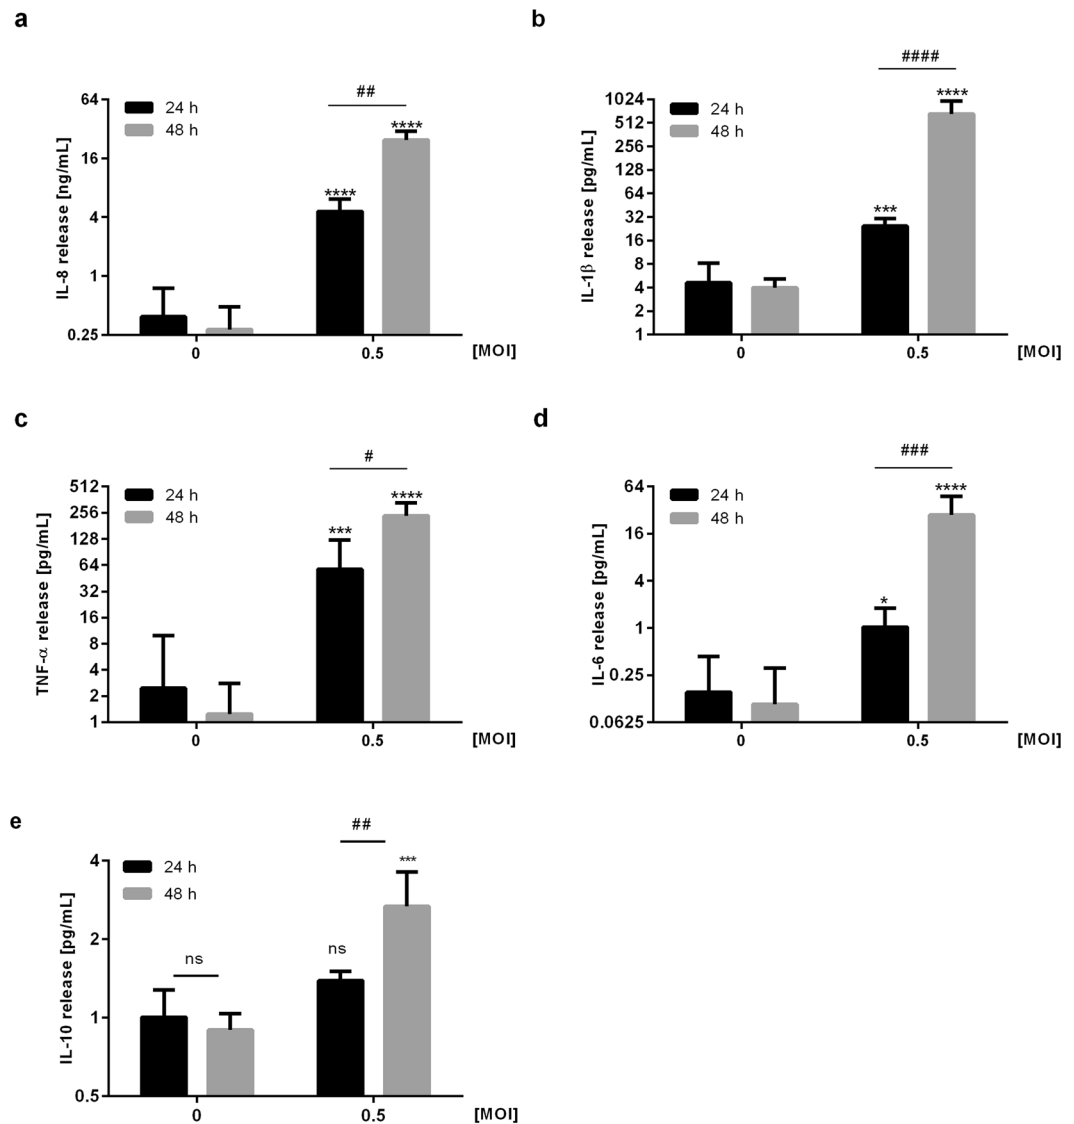 a
IL-8 release [ng/mL]
64
16
4
1
0.25
24 h
48 h
##
****
****
0
0.5
[MOI]
b
IL-1β release [pg/mL]
1024
512
256
128
64
32
16
8
4
2
1
24 h
48 h
####
***
****
0
0.5
[MOI]
c
TNF-α release [pg/mL]
512
256
128
64
32
16
8
4
2
1
24 h
48 h
#
***
****
0
0.5
[MOI]
d
IL-6 release [pg/mL]
64
16
4
1
0.25
0.0625
24 h
48 h
###
*
****
0
0.5
[MOI]
e
IL-10 release [pg/mL]
4
2
1
0.5
24 h
48 h
##
***
ns
ns
0
0.5
[MOI]